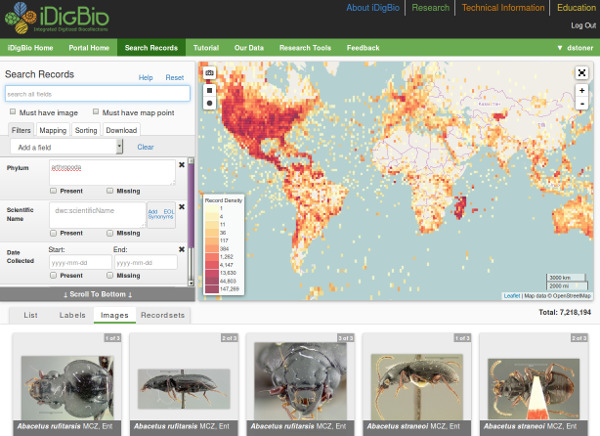 iDigBio
Integrated Digitized Biocollections
About iDigBio
Research
Technical Information
Education
Log Out
iDigBio Home
Portal Home
Search Records
Tutorial
Our Data
Research Tools
Feedback
▼ dstoner
Search Records
Help
Reset
search all fields
Must have image
Must have map point
Filters
Mapping
Sorting
Download
Add a field
Clear
Phylum
arthropoda
Present
Missing
Scientific
Name
dwc:scientificName
Add EOL
Synonyms
Present
Missing
Date
Collected
Start:
End:
yyyy-mm-dd
yyyy-mm-dd
Present
Missing
↓ Scroll To Bottom ↓
+
-
Record Density
1
4
11
30
117
384
1,262
4,147
13,630
44,803
147,269
3000 km
2000 mi
Leaflet | Map data © OpenStreetMap
List
Labels
Images
Recordsets
Total: 7,218,194
1 of 3
2 of 3
3 of 3
1 of 3
2 of 3
Abacetus rufitarsis MCZ, Ent
Abacetus rufitarsis MCZ, Ent
Abacetus rufitarsis MCZ, Ent
Abacetus straneoi MCZ, Ent
Abacetus straneoi MCZ, Ent